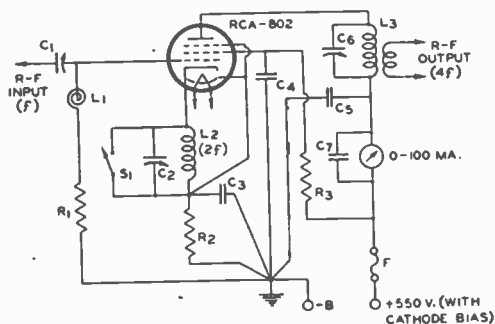 RCA-802
C1
R-F
INPUT
(f)
L1
C6
L3
R-F
OUTPUT
(4f)
C4
C5
L2
(2f)
S1
C2
C3
C7
0-100 MA.
R1
R2
R3
F
-B
+550 V. (WITH
CATHODE BIAS)